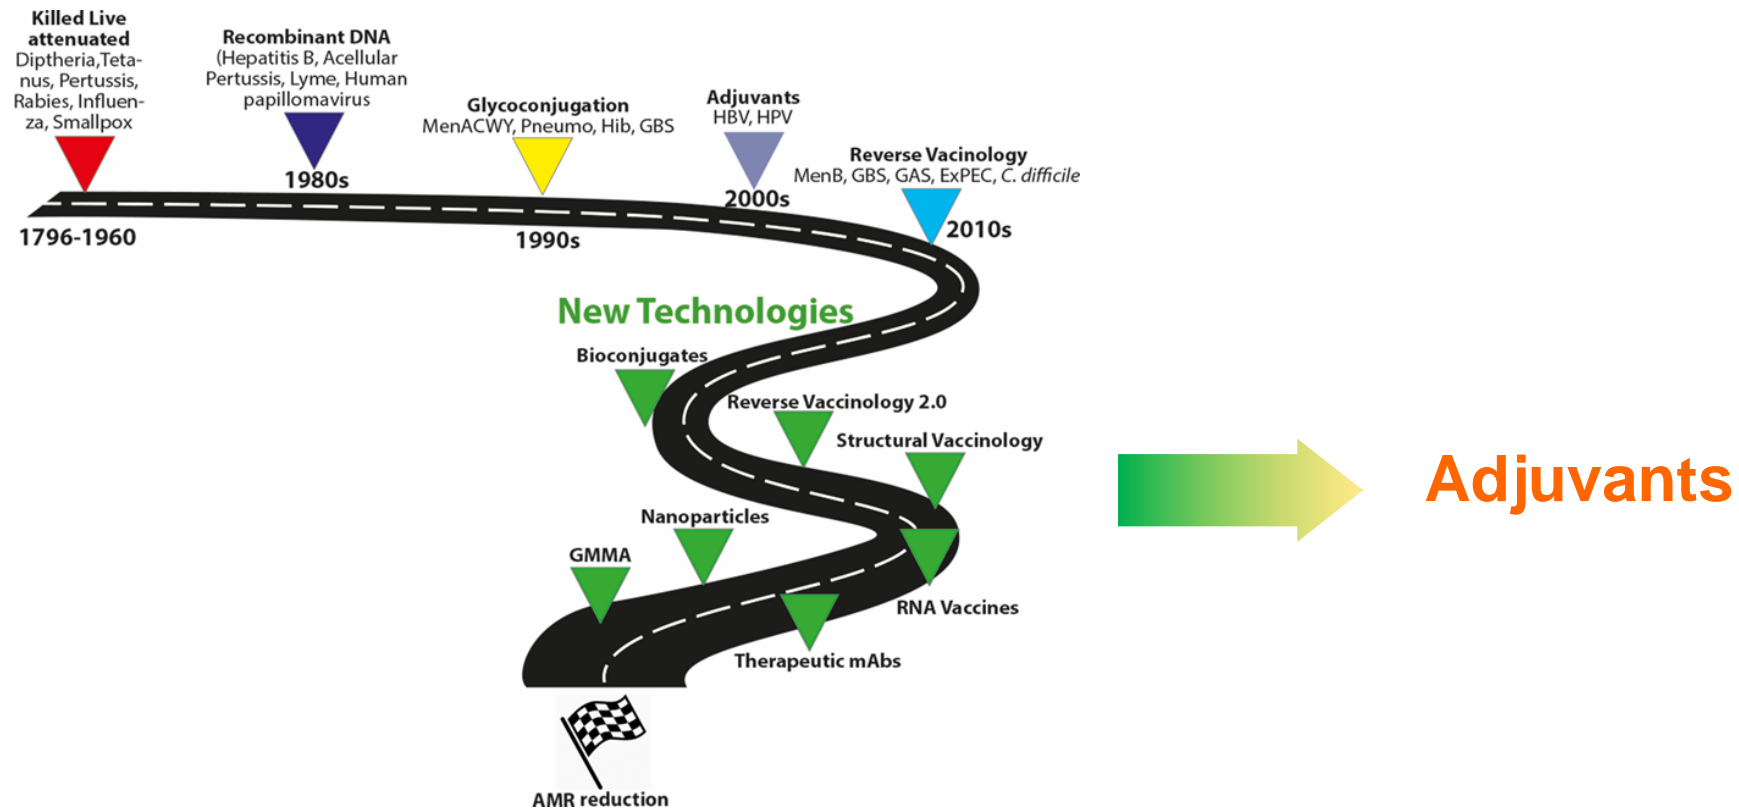 Killed Live
attenuated
Diptheria,Teta-
nus, Pertussis,
Rabies, Influen-
za, Smallpox
1796-1960
Recombinant DNA
(Hepatitis B, Acellular
Pertussis, Lyme, Human
papillomavirus
1980s
Glycoconjugation
MenACWY, Pneumo, Hib, GBS
1990s
Adjuvants
HBV, HPV
2000s
Reverse Vacinology
MenB, GBS, GAS, ExPEC, C. difficile
2010s
New Technologies
Bioconjugates
Reverse Vaccinology 2.0
Structural Vaccinology
Nanoparticles
GMMA
RNA Vaccines
Therapeutic mAbs
AMR reduction
Adjuvants